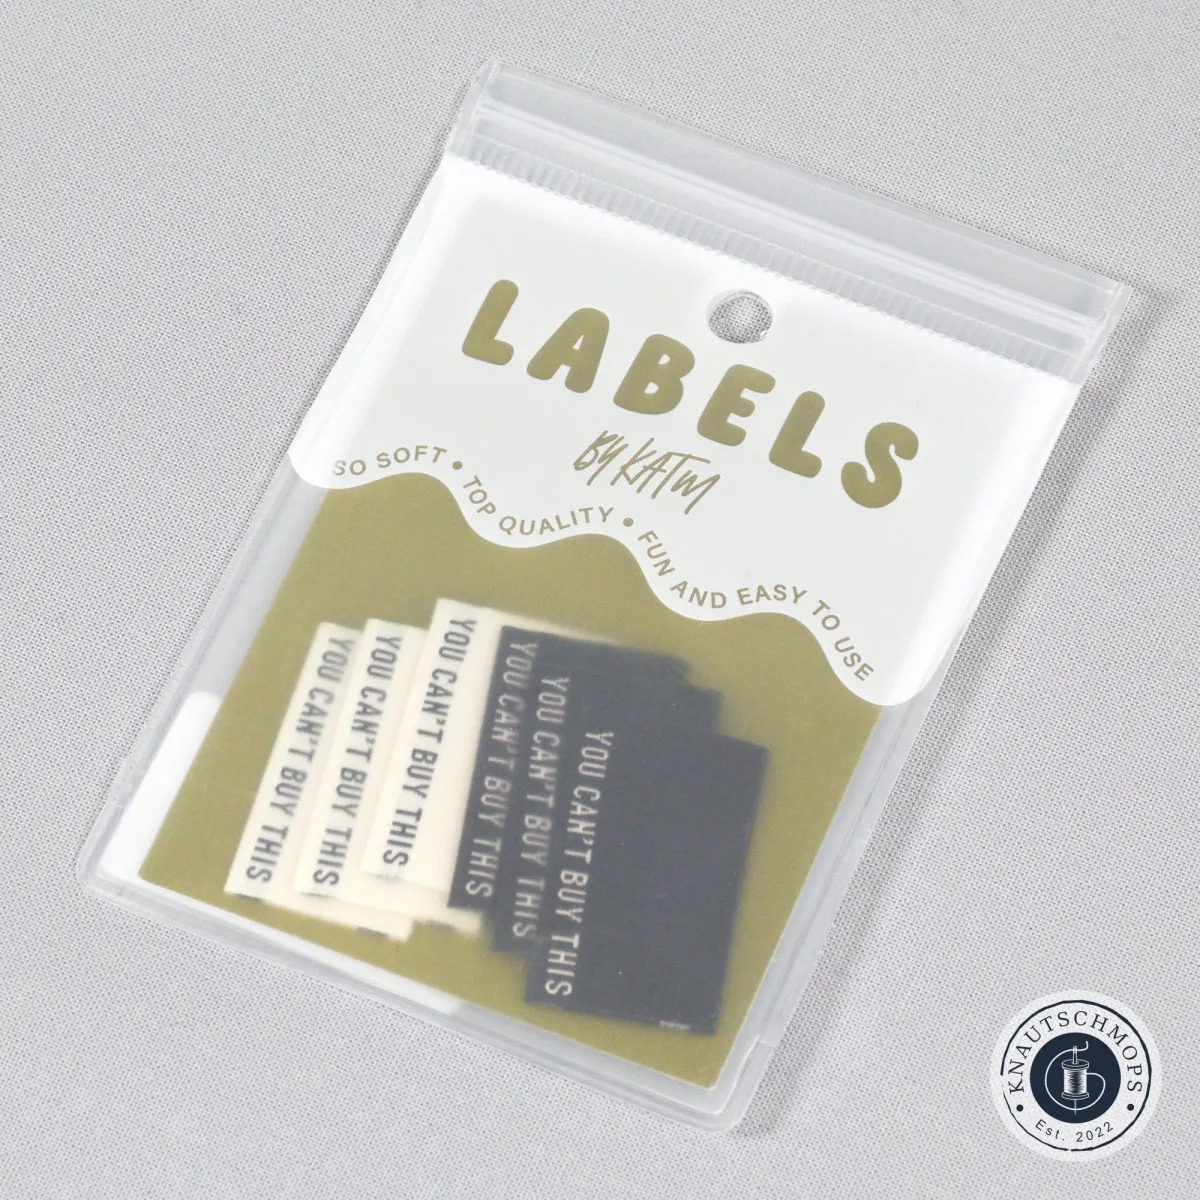 LABELS
BY KATM
SO SOFT • TOP QUALITY • FUN AND EASY TO USE
YOU CAN'T BUY THIS
YOU CAN'T BUY THIS
YOU CAN'T BUY THIS
YOU CAN'T BUY THIS
YOU CAN'T BUY THIS
YOU CAN'T BUY THIS
• KNAUTSCHMOPS •
Est. 2022